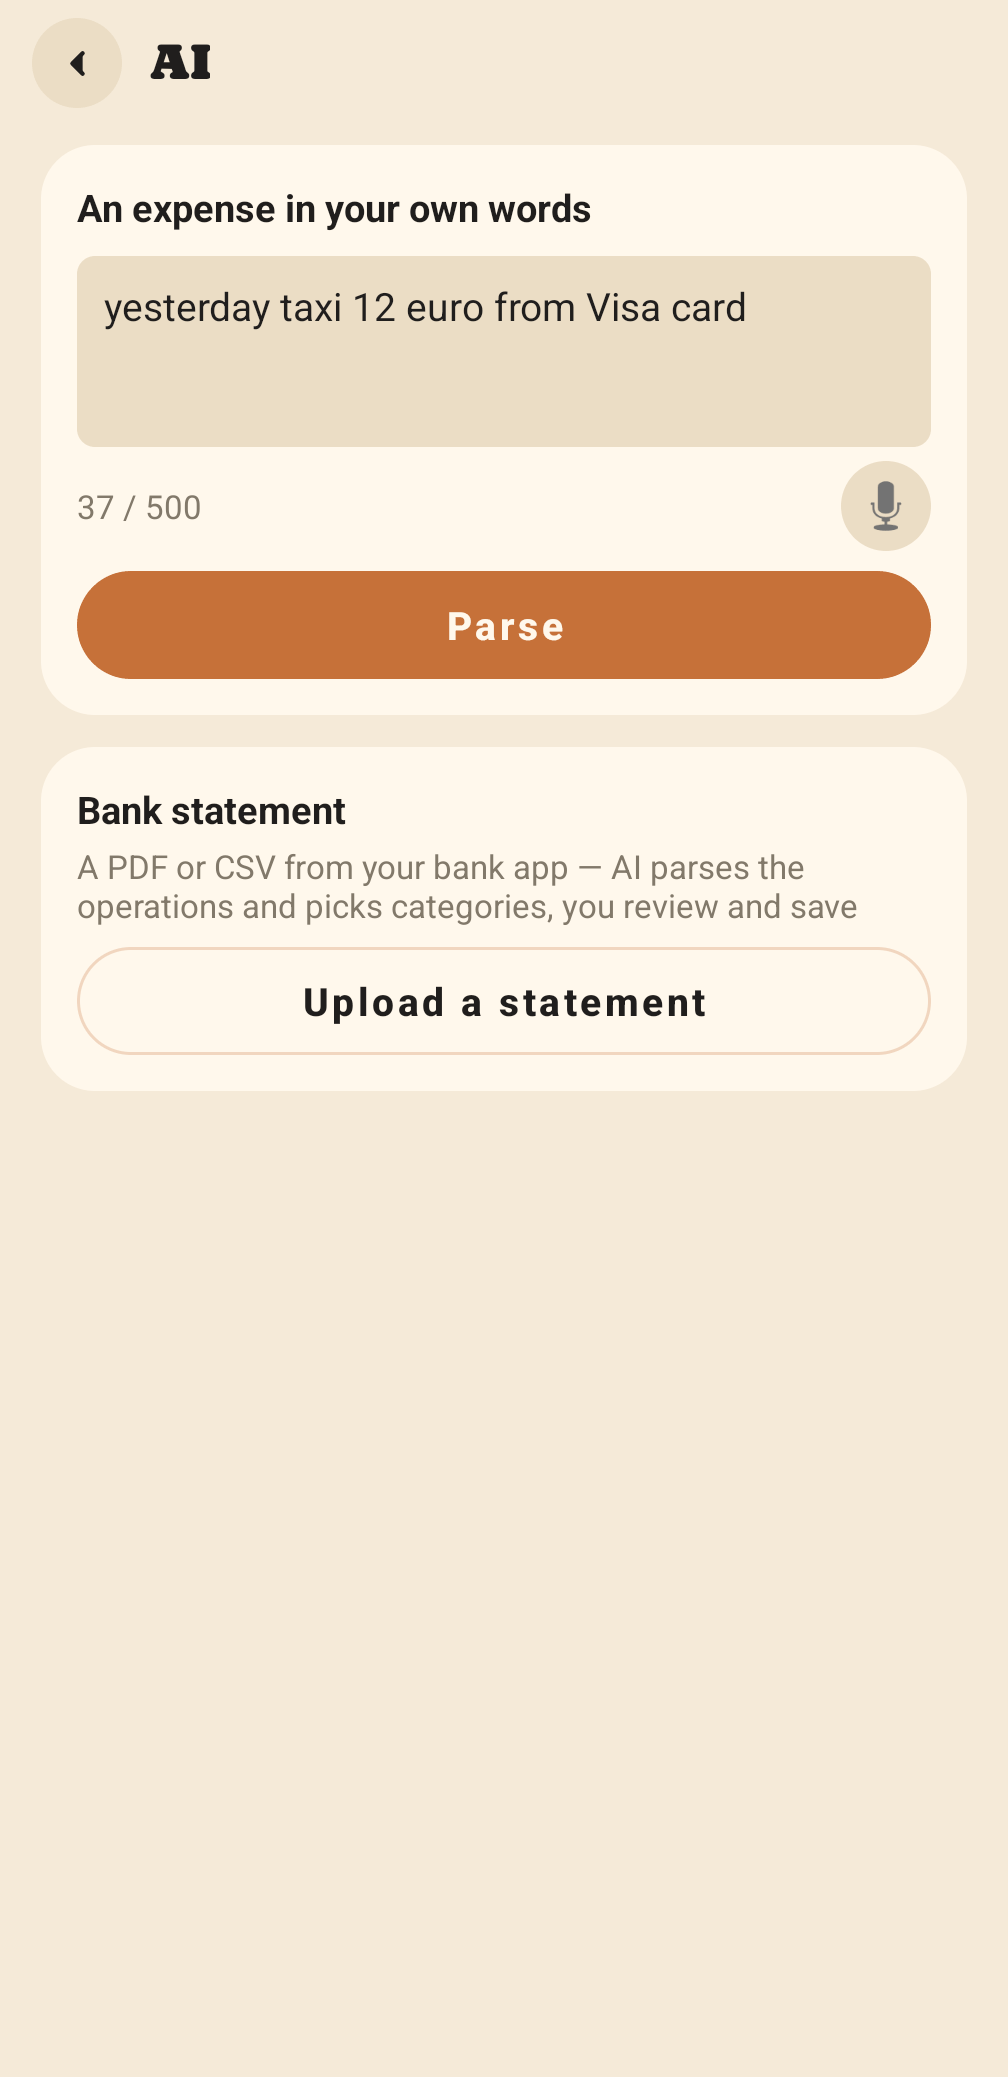 AI
An expense in your own words
yesterday taxi 12 euro from Visa card
37 / 500
Parse
Bank statement
A PDF or CSV from your bank app — AI parses the
operations and picks categories, you review and save
Upload a statement